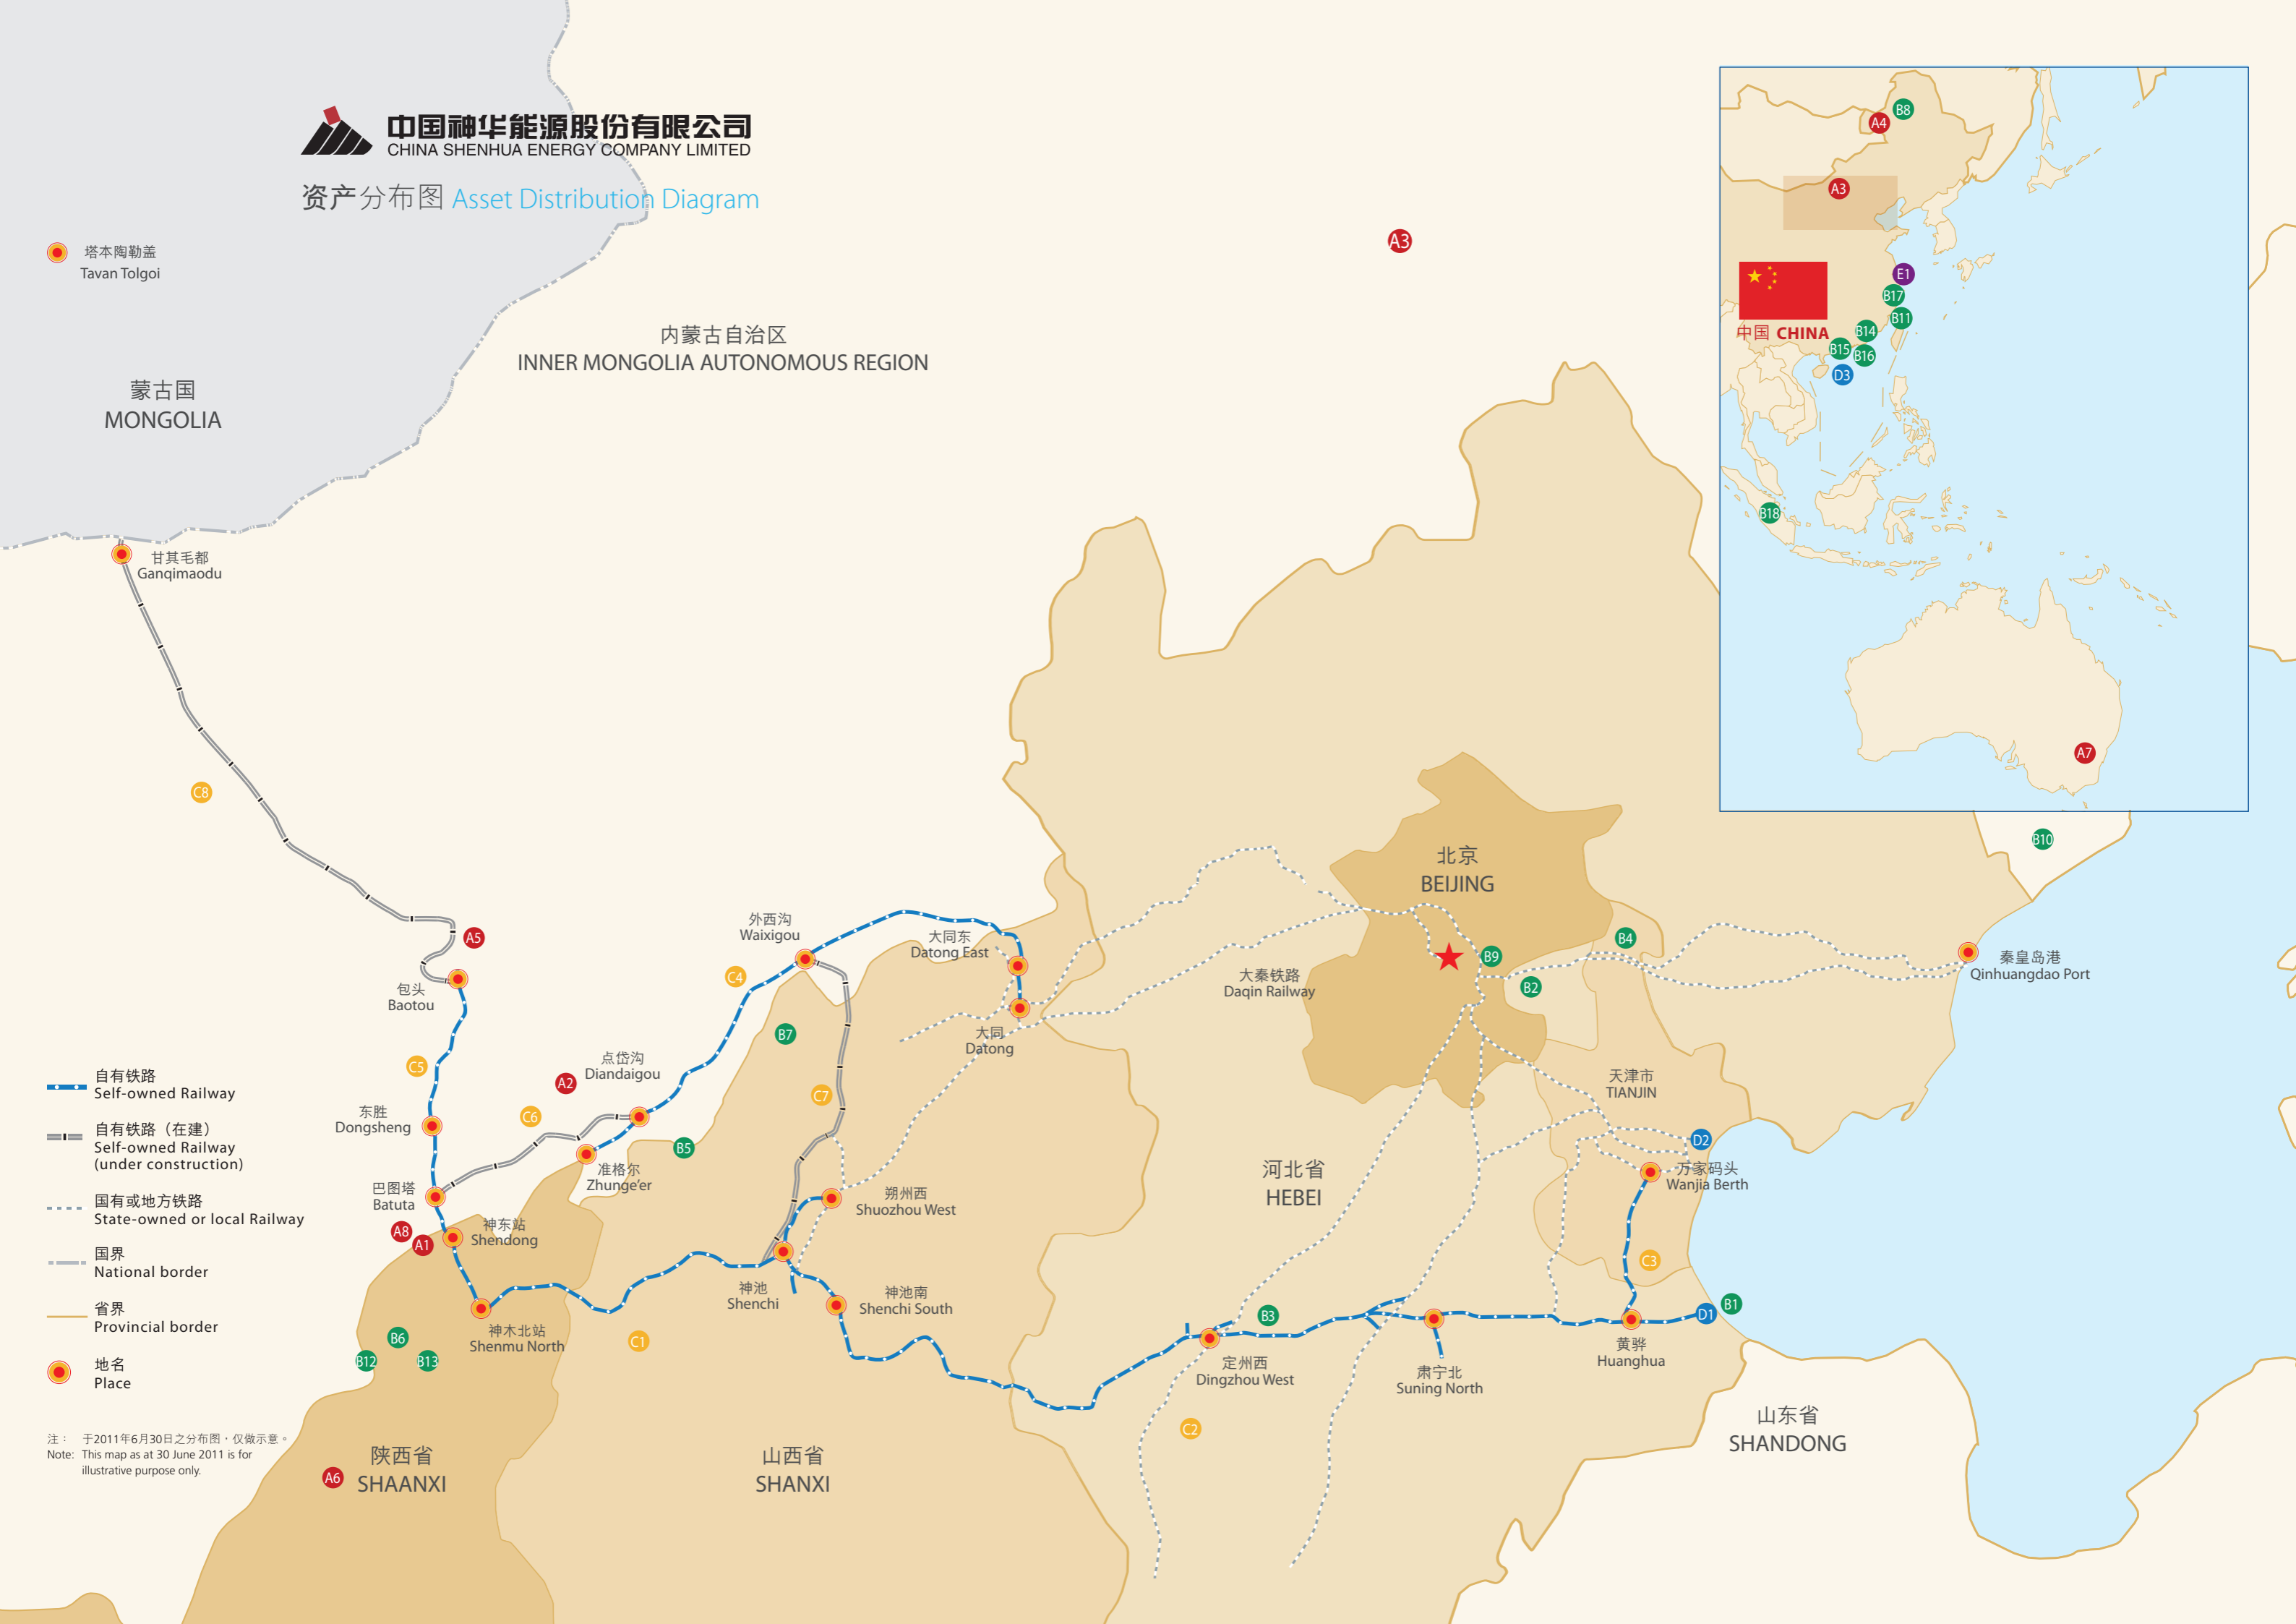 中国神华能源股份有限公司
CHINA SHENHUA ENERGY COMPANY LIMITED
资产分布图 Asset Distribution Diagram
塔本陶勒盖
Tavan Tolgoi
蒙古国
MONGOLIA
内蒙古自治区
INNER MONGOLIA AUTONOMOUS REGION
A3
B8
A4
A3
E1
B17
B11
中国 CHINA
B14
B15
B16
D3
B18
A7
B10
甘其毛都
Ganqimaodu
C8
A5
包头
Baotou
C5
东胜
Dongsheng
巴图塔
Batuta
A8
A1
神东站
Shendong
神木北站
Shenmu North
B6
B12
B13
A6
陕西省
SHAANXI
外西沟
Waixigou
C4
B7
点岱沟
Diandaigou
A2
C6
准格尔
Zhunge'er
B5
C7
大同东
Datong East
大同
Datong
朔州西
Shuozhou West
神池
Shenchi
神池南
Shenchi South
C1
山西省
SHANXI
北京
BEIJING
大秦铁路
Daqin Railway
B9
B2
B4
秦皇岛港
Qinhuangdao Port
天津市
TIANJIN
D2
万家码头
Wanjia Berth
河北省
HEBEI
C3
B3
定州西
Dingzhou West
C2
肃宁北
Suning North
黄骅
Huanghua
D1
B1
山东省
SHANDONG
自有铁路
Self-owned Railway
自有铁路（在建）
Self-owned Railway
(under construction)
国有或地方铁路
State-owned or local Railway
国界
National border
省界
Provincial border
地名
Place
注： 于2011年6月30日之分布图，仅做示意。
Note: This map as at 30 June 2011 is for
illustrative purpose only.